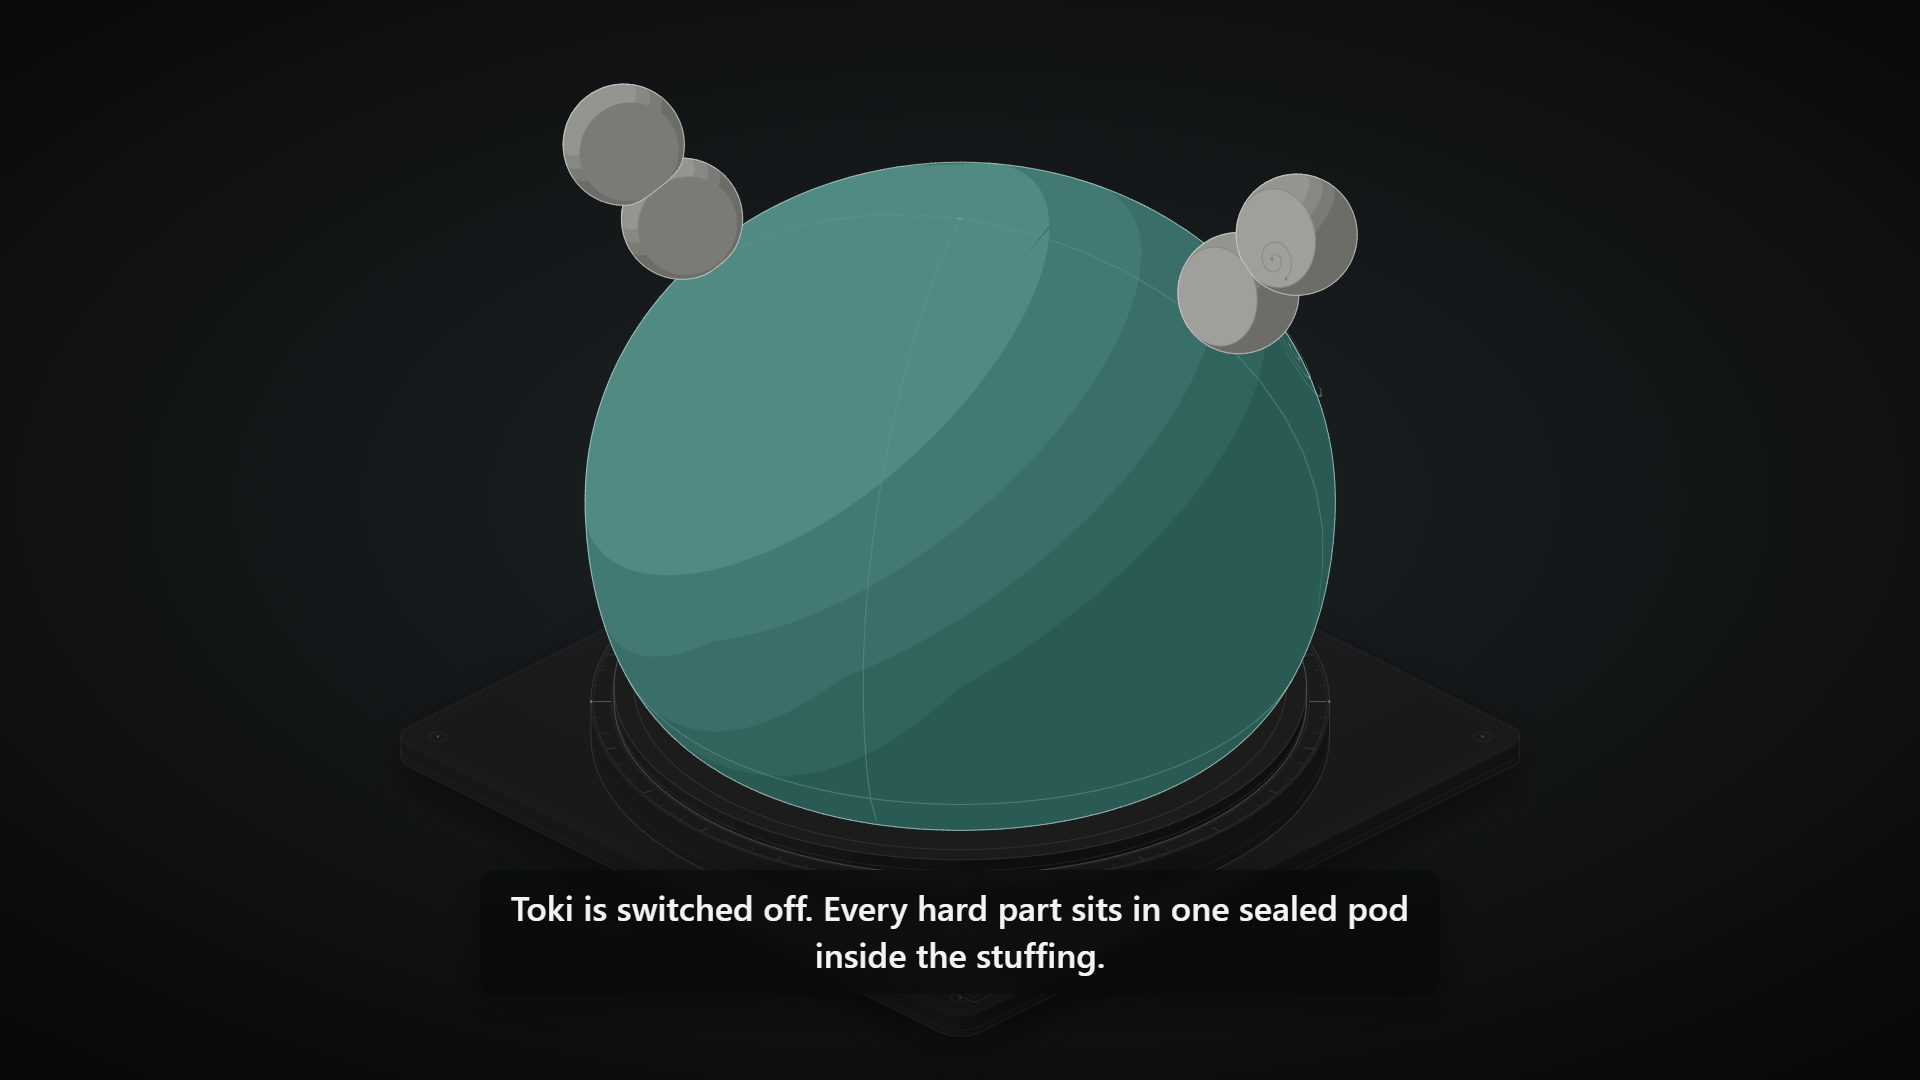 Toki is switched off. Every hard part sits in one sealed pod
inside the stuffing.